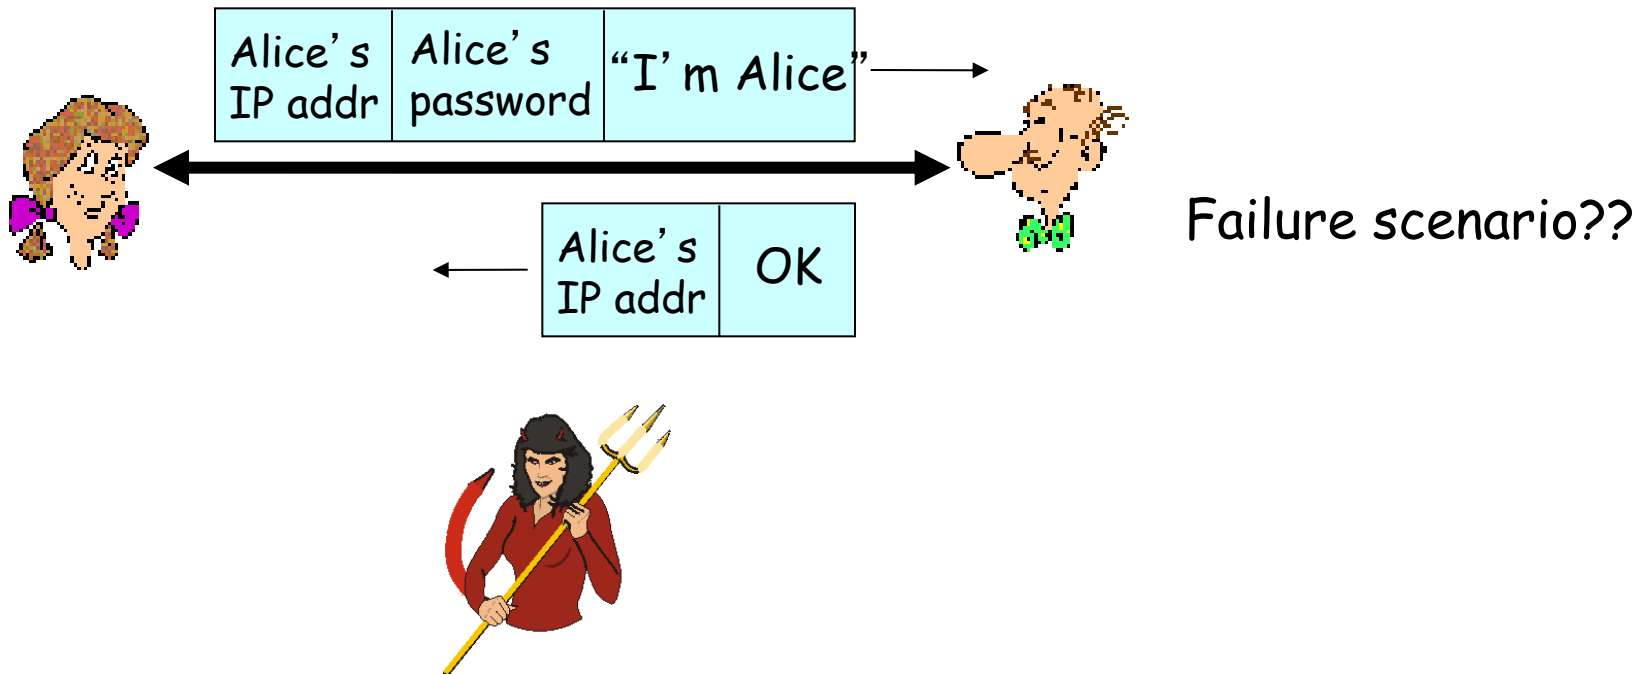 Alice’s
IP addr
Alice’s
password
“I’m Alice”
Alice’s
IP addr
OK
Failure scenario??